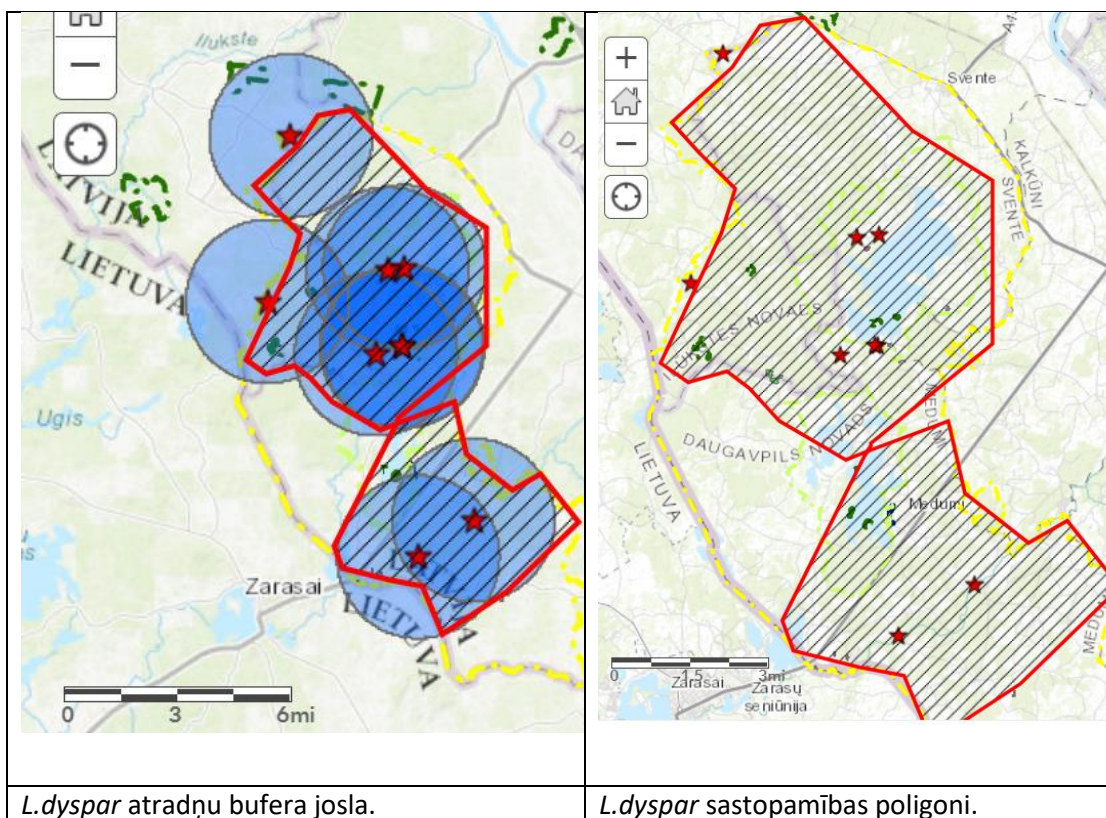 Ilukste
LATVIJA
LIETUVA
Ugis
Zarasai
LIETUVA
0 3 6mi
Svente
KALKŪNI
SVENTE
NOVADS
MEDUMI
DAUGAVPILS NOVADS
LIETUVA
Medumi
0 1,5 3mi
Zarasai
Zarasų
seniūnija
L.dyspar atradņu bufera josla.
L.dyspar sastopamības poligoni.